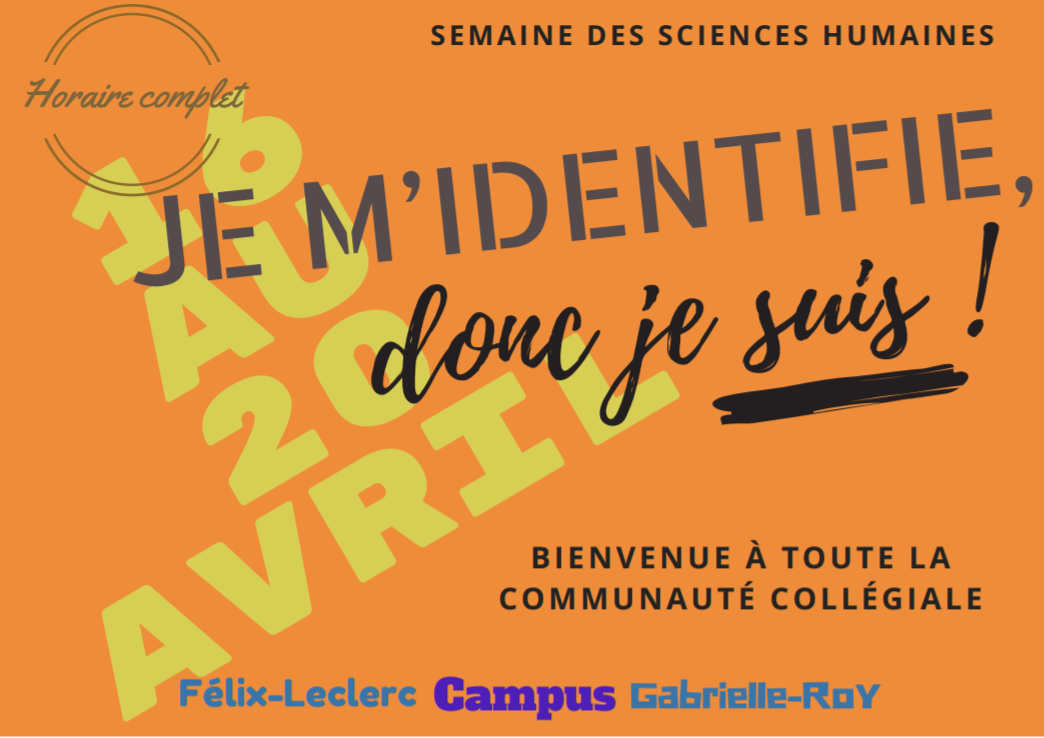 SEMAINE DES SCIENCES HUMAINES
Horaire complet
16
AU
20
AVRIL
JE M'IDENTIFIE,
donc je suis !
BIENVENUE À TOUTE LA
COMMUNAUTÉ COLLÉGIALE
Félix-Leclerc Campus Gabrielle-RoY